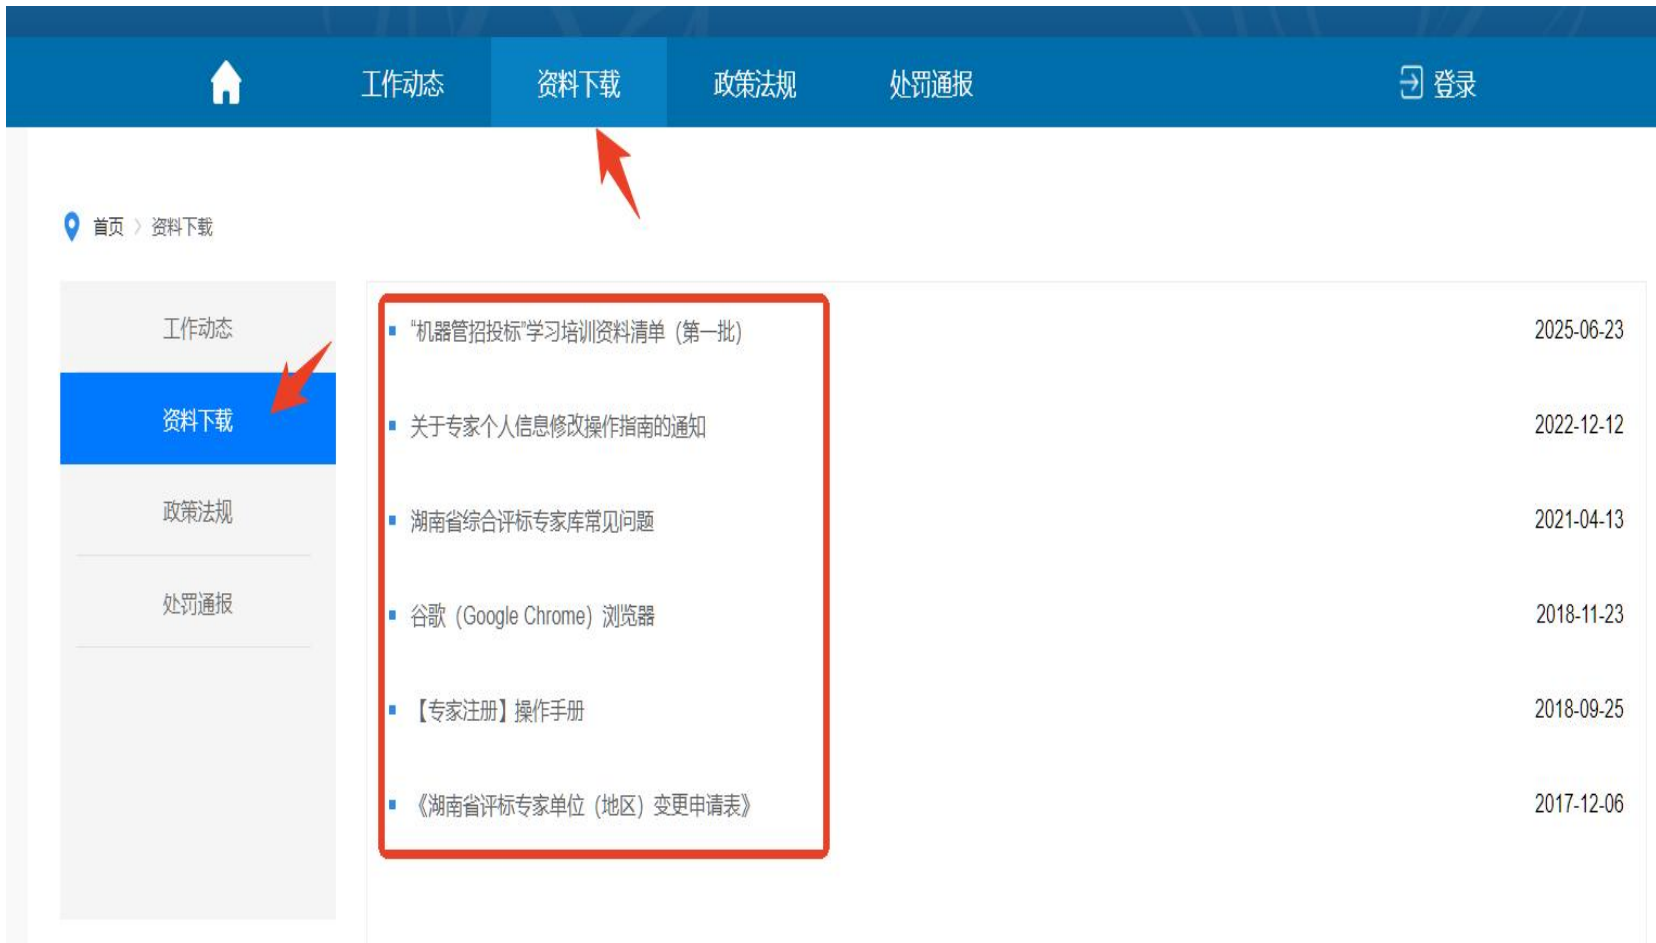 工作动态 资料下载 政策法规 处罚通报 登录
首页 > 资料下载
工作动态
资料下载
政策法规
处罚通报
“机器管招投标”学习培训资料清单（第一批） 2025-06-23
关于专家个人信息修改操作指南的通知 2022-12-12
湖南省综合评标专家库常见问题 2021-04-13
谷歌（Google Chrome）浏览器 2018-11-23
【专家注册】操作手册 2018-09-25
《湖南省评标专家单位（地区）变更申请表》 2017-12-06